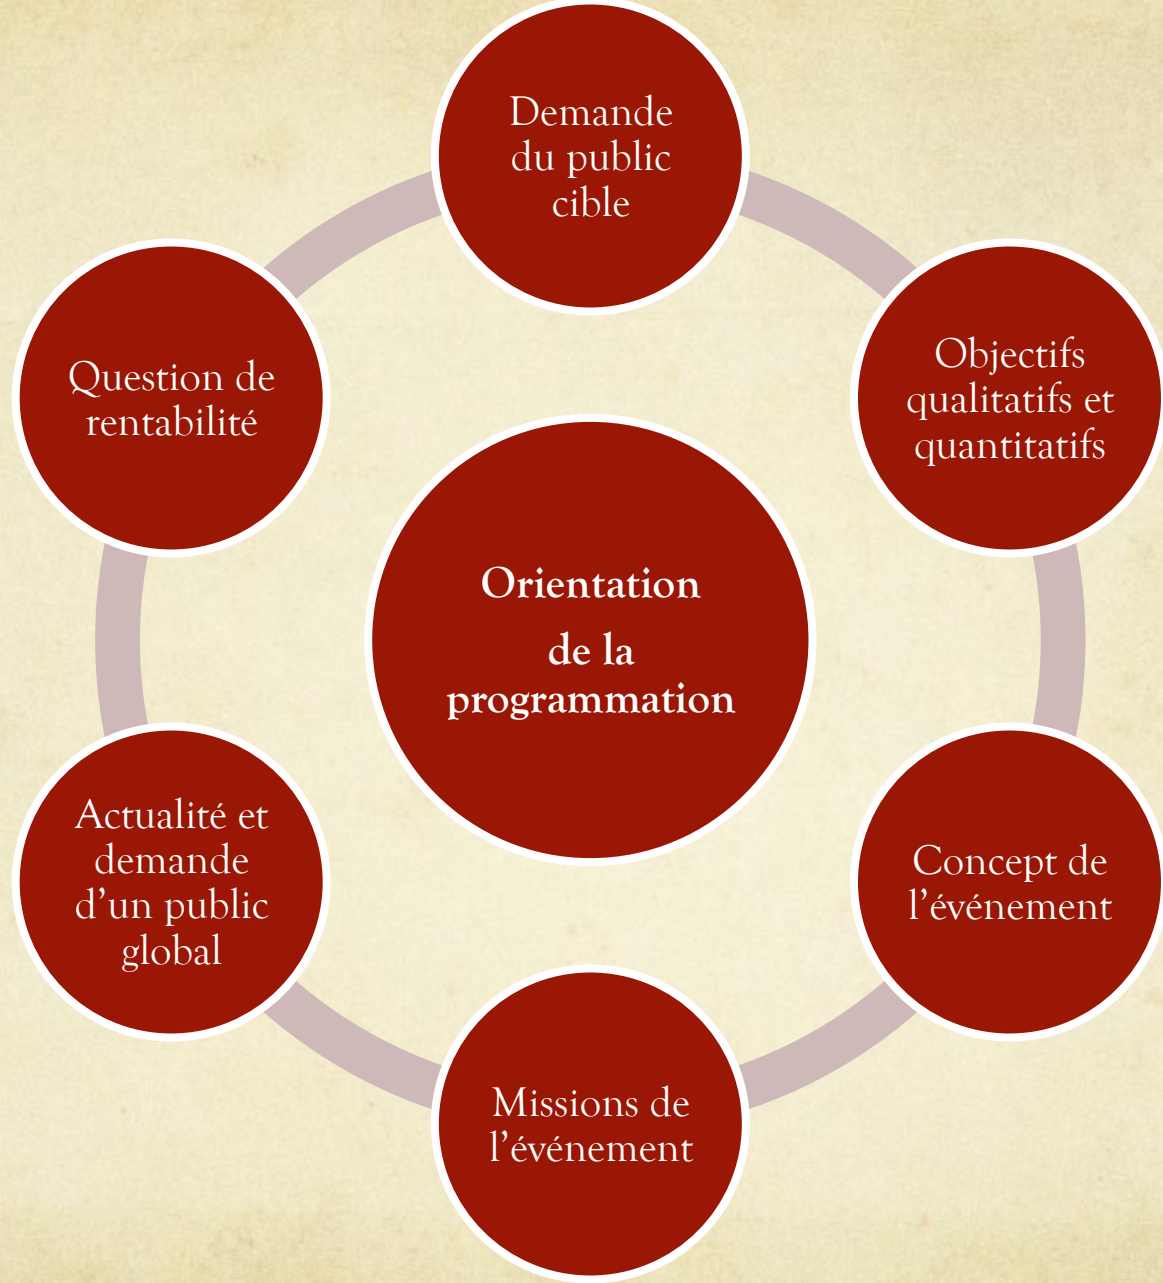 Demande
du public
cible
Objectifs
qualitatifs et
quantitatifs
Concept de
l’événement
Missions de
l’événement
Actualité et
demande
d’un public
global
Question de
rentabilité
Orientation
de la
programmation